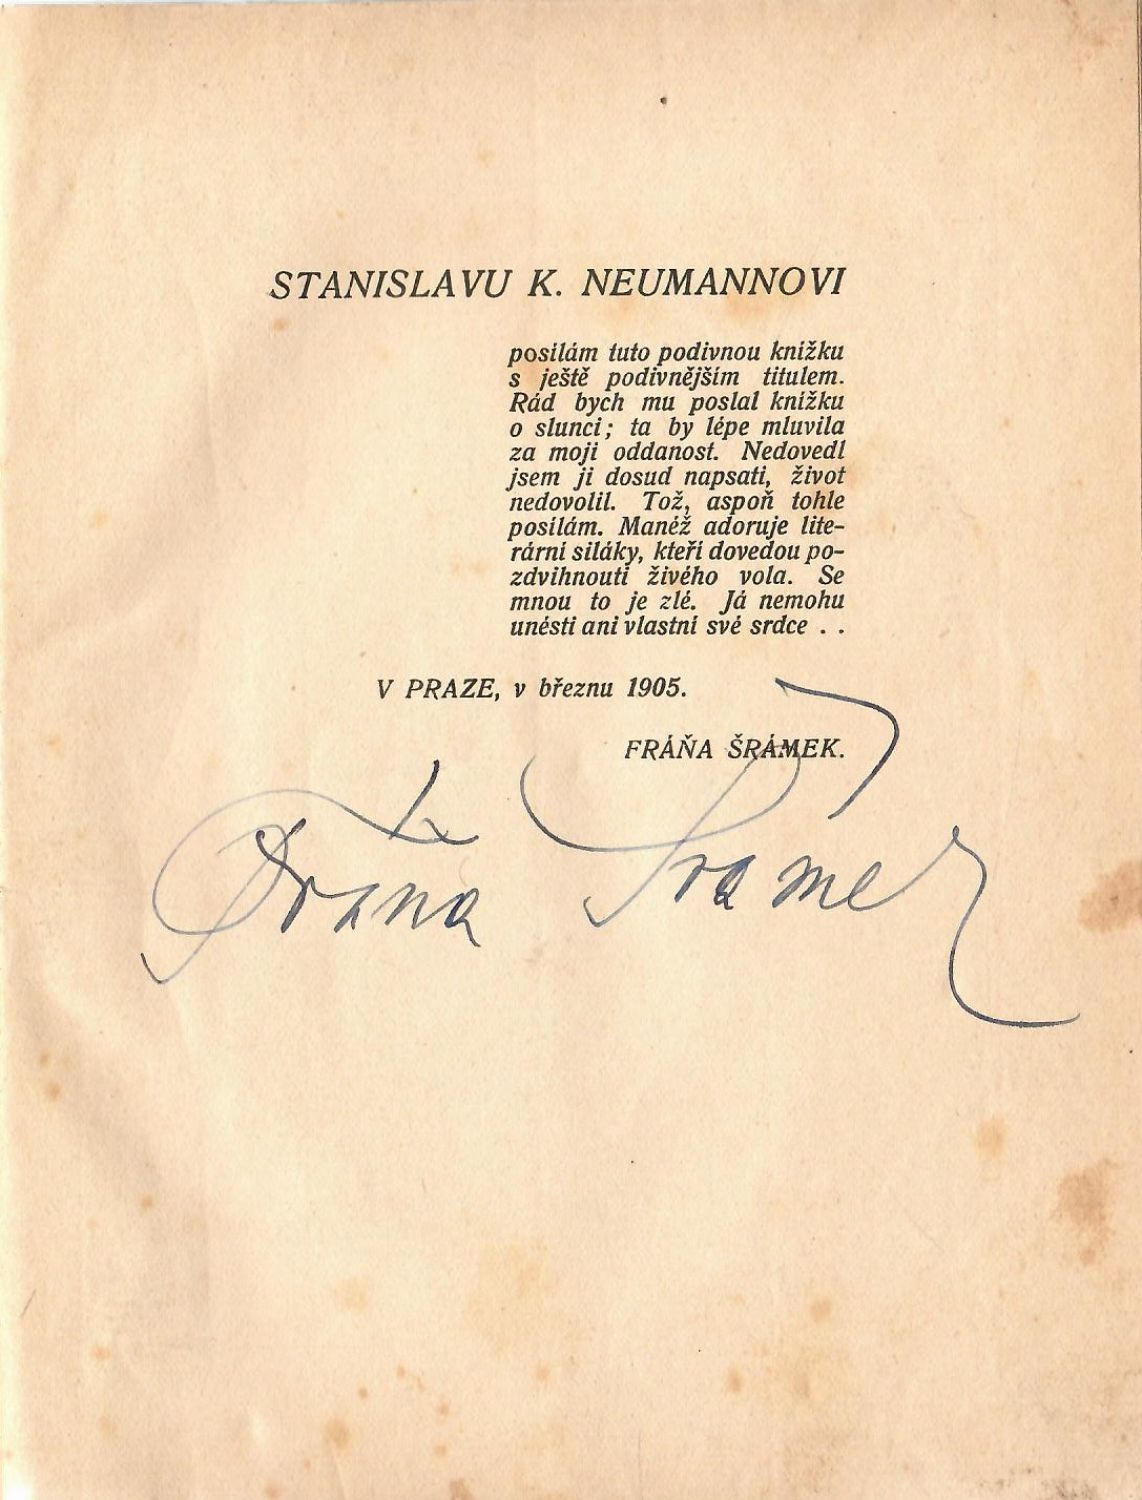 STANISLAVU K. NEUMANNOVI
posílám tuto podivnou knížku
s ještě podivnějším titulem.
Rád bych mu poslal knížku
o slunci; ta by lépe mluvila
za moji oddanost. Nedovedl
jsem ji dosud napsati, život
nedovolil. Tož, aspoň tohle
posílám. Manéž adoruje lite-
rární siláky, kteří dovedou po-
zdvihnouti živého vola. Se
mnou to je zlé. Já nemohu
unésti ani vlastní své srdce . .
V PRAZE, v březnu 1905.
FRÁŇA ŠRÁMEK.
Fráňa Šrámek